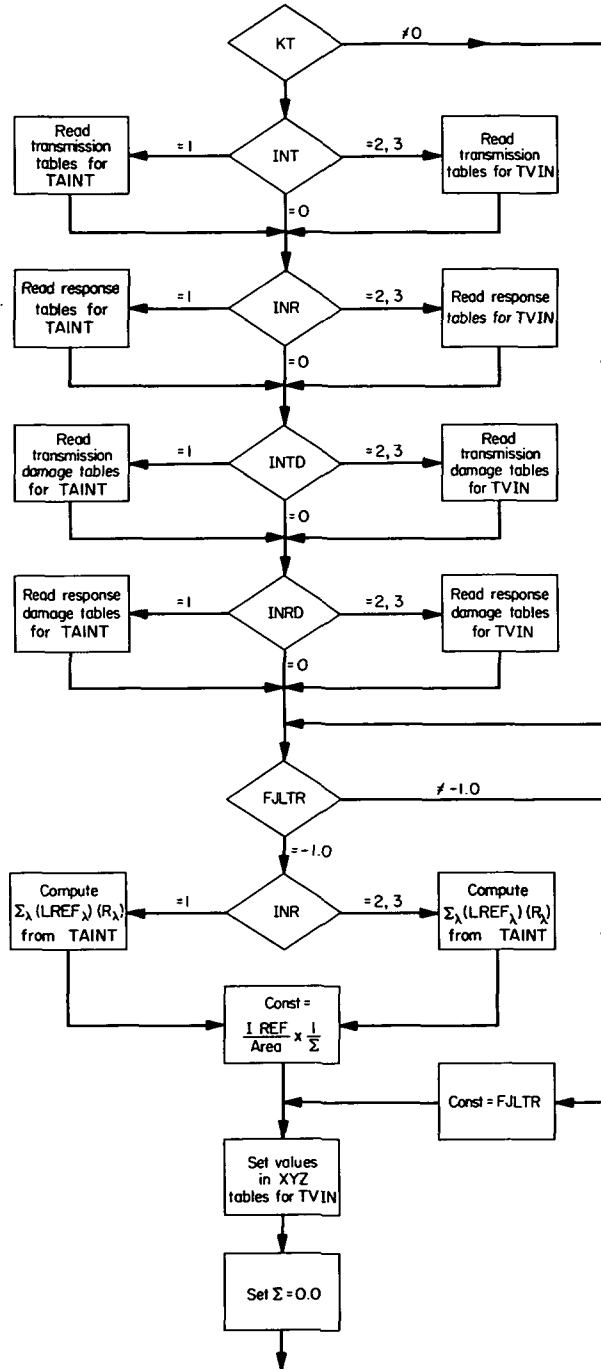 KT
≠0
Read
transmission
tables for
TAINT
=1
INT
=2, 3
Read
transmission
tables for TVIN
=0
Read response
tables for
TAINT
=1
INR
=2, 3
Read response
tables for TVIN
=0
Read
transmission
damage tables
for TAINT
=1
INTD
=2, 3
Read
transmission
damage tables
for TVIN
=0
Read response
damage tables
for TAINT
=1
INRD
=2, 3
Read response
damage tables
for TVIN
=0
FJLTR
≠ -1.0
=-1.0
Compute
Σλ(LREFλ)(Rλ)
from TAINT
=1
INR
=2, 3
Compute
Σλ(LREFλ)(Rλ)
from TAINT
Const =
I REF
Area
x
1
Σ
Const = FJLTR
Set values
in XYZ
tables for TVIN
Set Σ=0.0